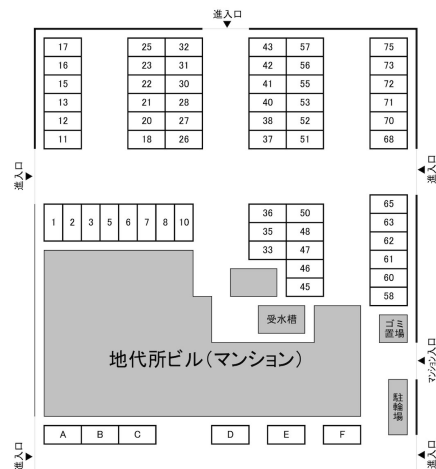 進入口
17 25 32 43 57 75
16 23 31 42 56 73
15 22 30 41 55 72
13 21 28 40 53 71
12 20 27 38 52 70
11 18 26 37 51 68
進入口
進入口
65
1 2 3 5 6 7 8 10 36 50 63
35 48 62
33 47 61
46 60
45 58
受水槽
ゴミ
置場
地代所ビル(マンション)
マンション入口
駐輪場
A B C D E F
進入口
進入口